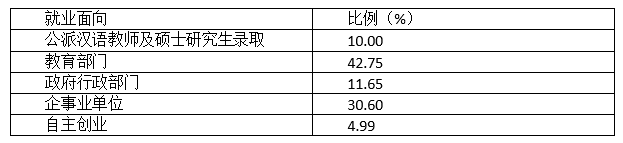 就业面向 比例（%）
公派汉语教师及硕士研究生录取 10.00
教育部门 42.75
政府行政部门 11.65
企事业单位 30.60
自主创业 4.99